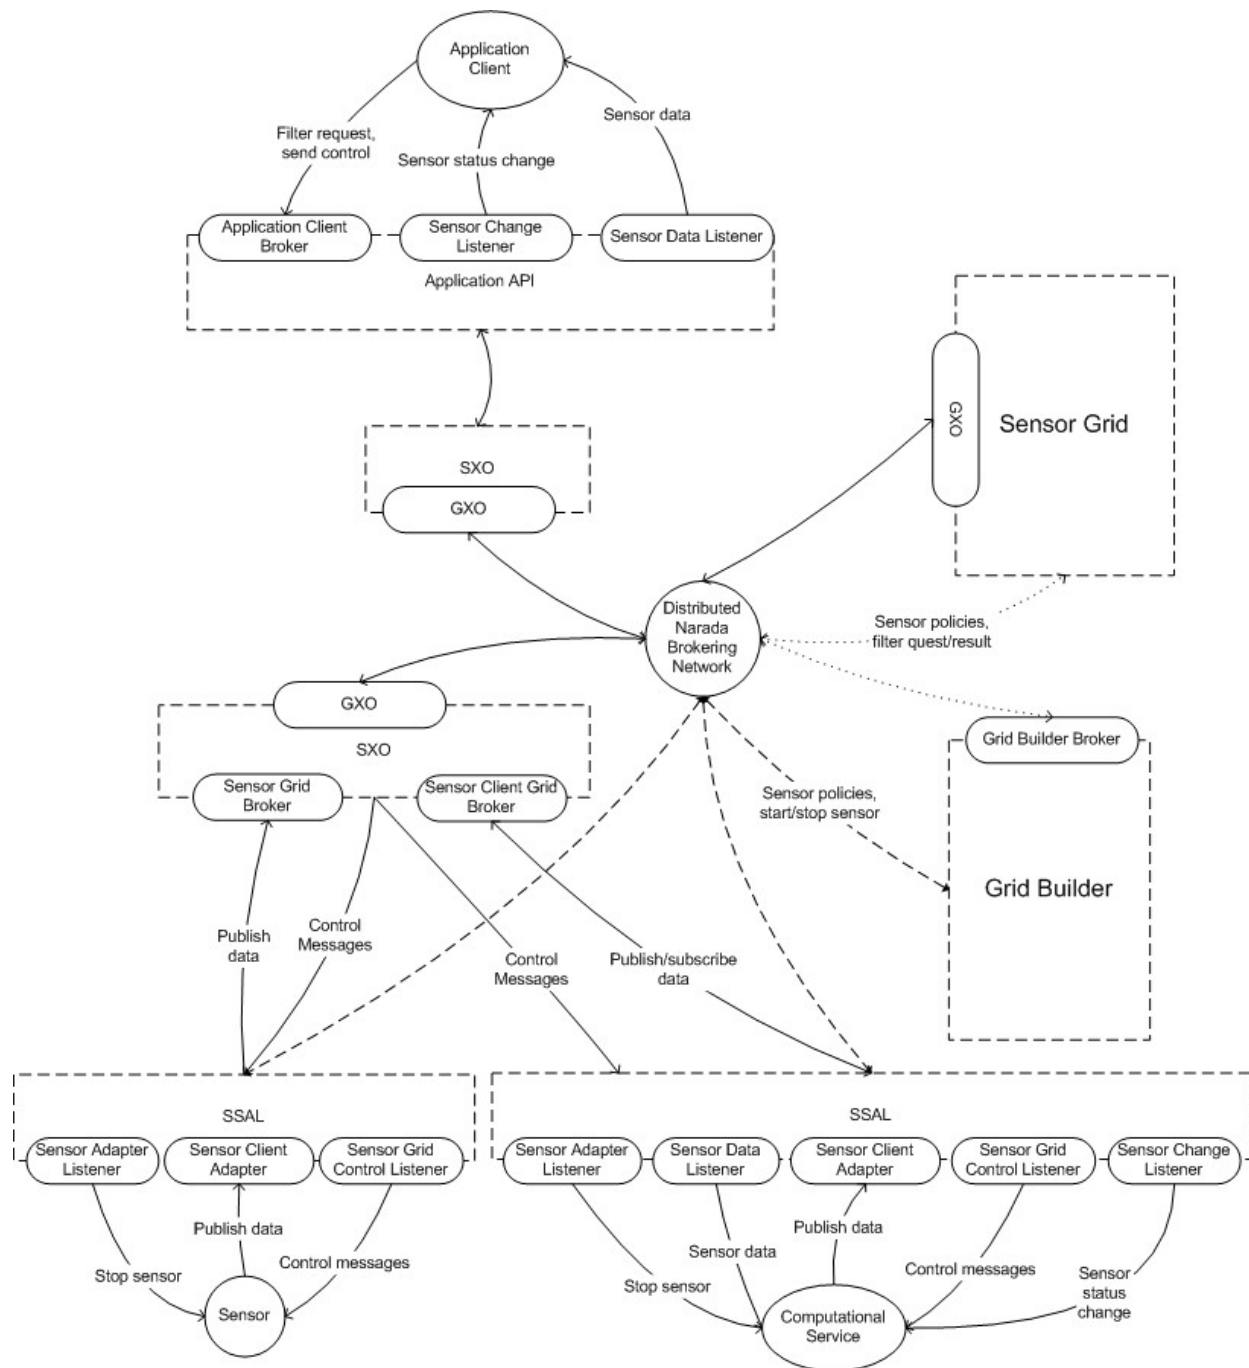 Application
Client
Sensor data
Filter request,
send control
Sensor status change
Application Client
Broker
Sensor Change
Listener
Sensor Data Listener
Application API
GXO
Sensor Grid
SXO
GXO
Distributed
Narada
Brokering
Network
Sensor policies,
filter quest/result
GXO
SXO
Grid Builder Broker
Sensor Grid
Broker
Sensor Client Grid
Broker
Sensor policies,
start/stop sensor
Grid Builder
Publish
data
Control
Messages
Control
Messages
Publish/subscribe
data
SSAL
SSAL
Sensor Adapter
Listener
Sensor Client
Adapter
Sensor Grid
Control Listener
Sensor Adapter
Listener
Sensor Data
Listener
Sensor Client
Adapter
Sensor Grid
Control Listener
Sensor Change
Listener
Publish data
Stop sensor
Control messages
Sensor
Publish data
Sensor data
Stop sensor
Control messages
Sensor
status
change
Computational
Service